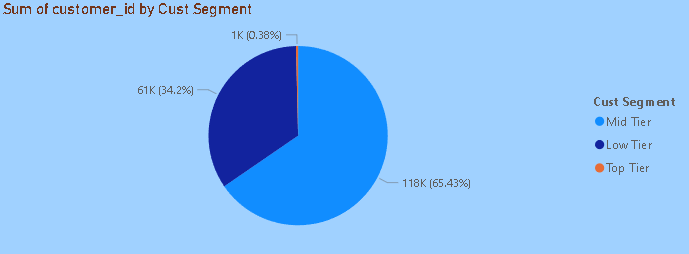 Sum of customer_id by Cust Segment
1K (0.38%)
61K (34.2%)
118K (65.43%)
Cust Segment
Mid Tier
Low Tier
Top Tier